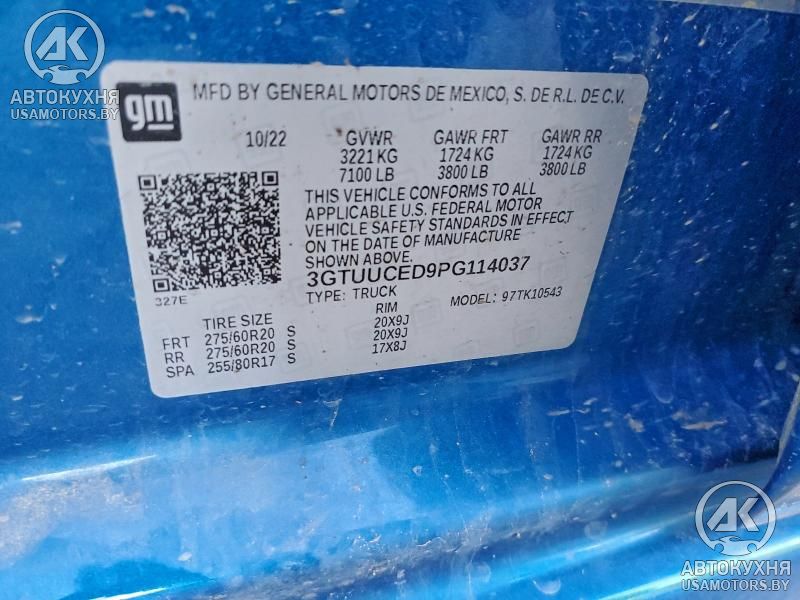 AK
АВТОКУХНЯ
USAMOTORS.BY
gm
MFD BY GENERAL MOTORS DE MEXICO, S. DE R.L. DE C.V.
10/22 GVWR GAWR FRT GAWR RR
3221 KG 1724 KG 1724 KG
7100 LB 3800 LB 3800 LB
THIS VEHICLE CONFORMS TO ALL
APPLICABLE U.S. FEDERAL MOTOR
VEHICLE SAFETY STANDARDS IN EFFECT
ON THE DATE OF MANUFACTURE
SHOWN ABOVE.
3GTUUCED9PG114037
327E TYPE: TRUCK MODEL: 97TK10543
TIRE SIZE RIM
FRT 275/60R20 S 20X9J
RR 275/60R20 S 20X9J
SPA 255/80R17 S 17X8J
AK
АВТОКУХНЯ
USAMOTORS.BY